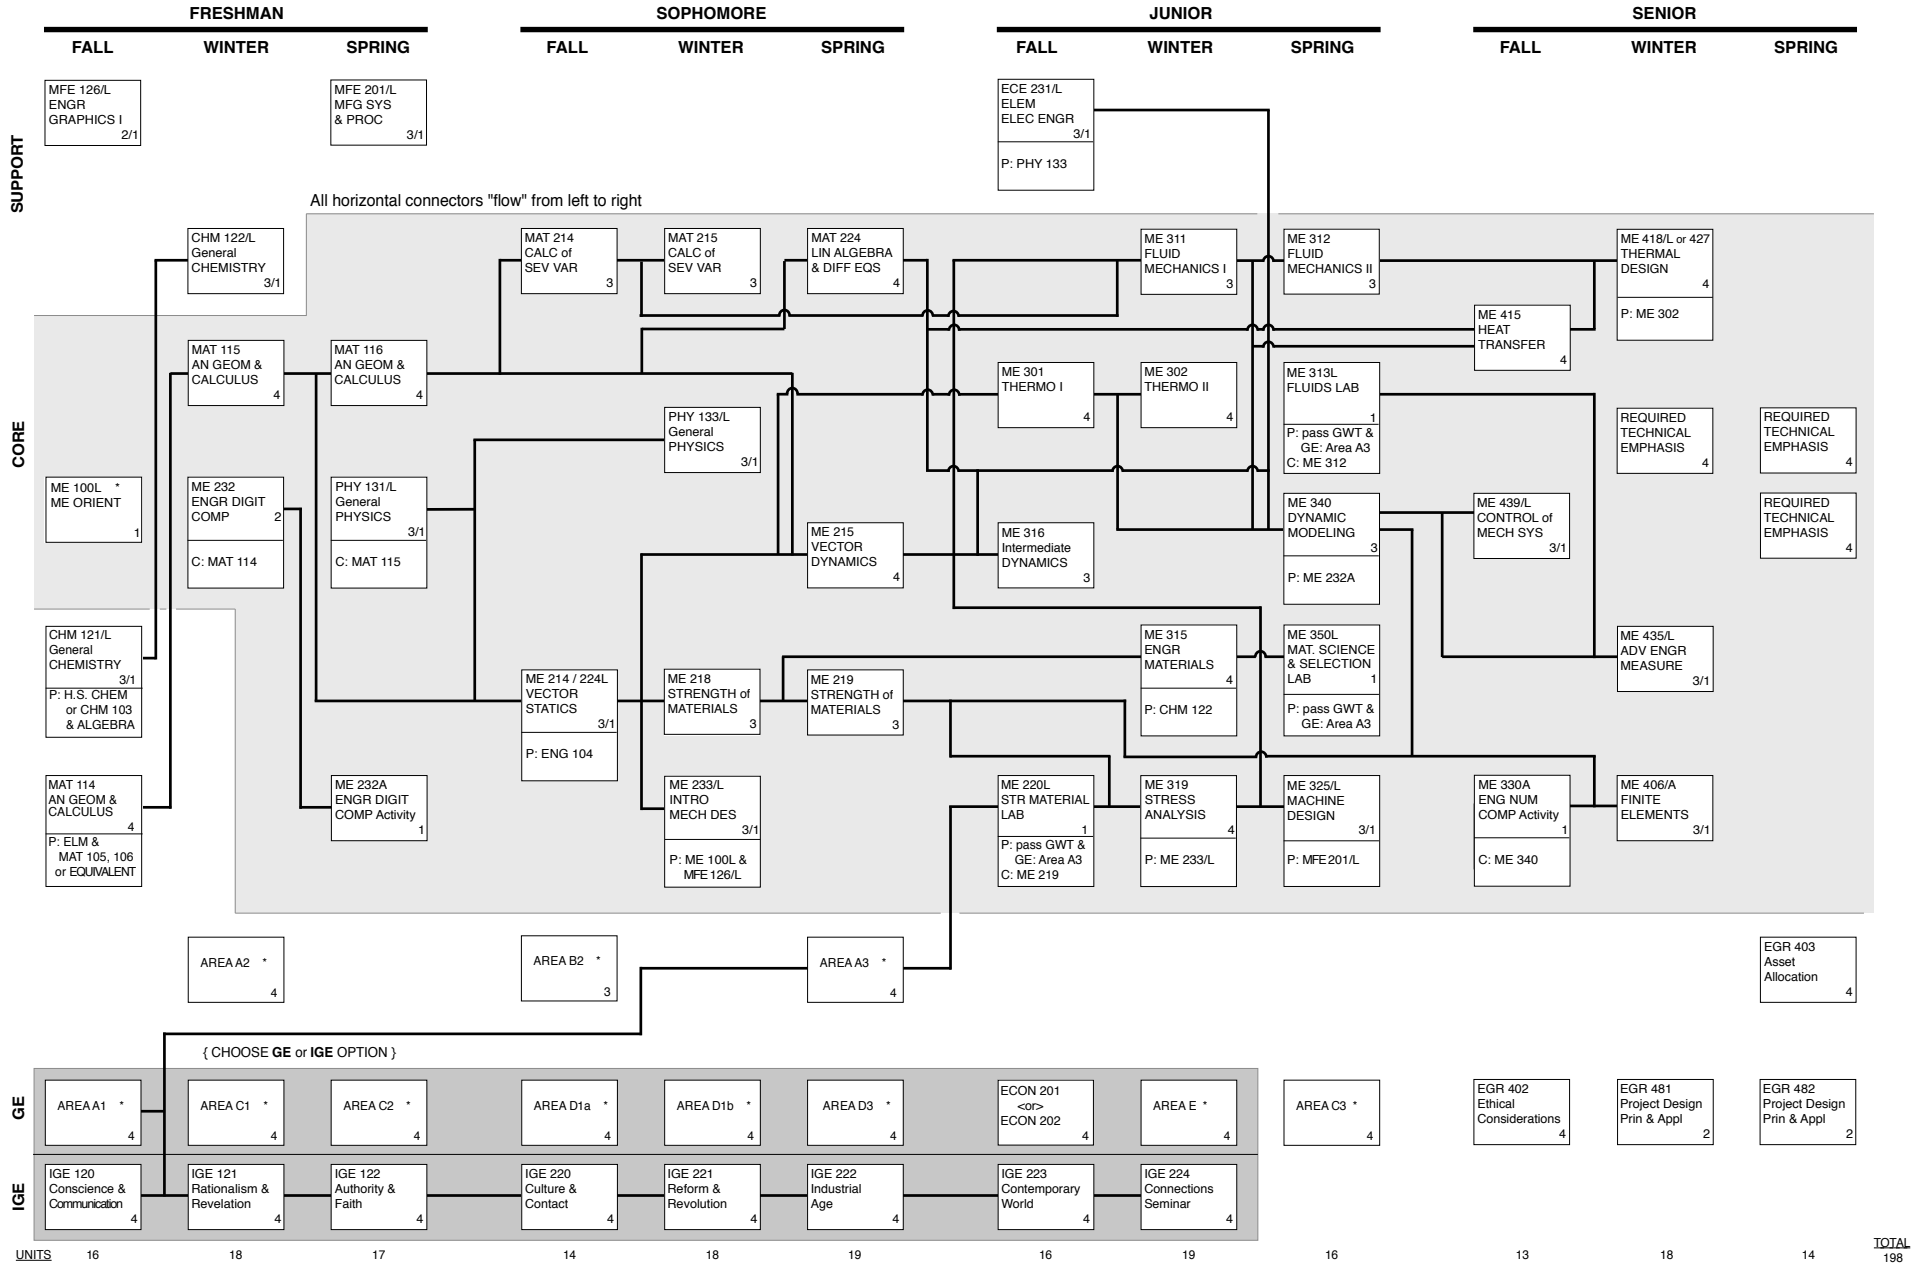 FRESHMAN
SOPHOMORE
JUNIOR
SENIOR
FALL
WINTER
SPRING
FALL
WINTER
SPRING
FALL
WINTER
SPRING
FALL
WINTER
SPRING
SUPPORT
MFE 126/L
ENGR
GRAPHICS I
2/1
MFE 201/L
MFG SYS
& PROC
3/1
ECE 231/L
ELEM
ELEC ENGR
3/1
P: PHY 133
All horizontal connectors "flow" from left to right
CORE
CHM 122/L
General
CHEMISTRY
3/1
MAT 214
CALC of
SEV VAR
3
MAT 215
CALC of
SEV VAR
3
MAT 224
LIN ALGEBRA
& DIFF EQS
4
ME 311
FLUID
MECHANICS I
3
ME 312
FLUID
MECHANICS II
3
ME 418/L or 427
THERMAL
DESIGN
4
P: ME 302
ME 415
HEAT
TRANSFER
4
MAT 115
AN GEOM &
CALCULUS
4
MAT 116
AN GEOM &
CALCULUS
4
ME 301
THERMO I
4
ME 302
THERMO II
4
ME 313L
FLUIDS LAB
1
P: pass GWT &
GE: Area A3
C: ME 312
PHY 133/L
General
PHYSICS
3/1
REQUIRED
TECHNICAL
EMPHASIS
4
REQUIRED
TECHNICAL
EMPHASIS
4
ME 100L *
ME ORIENT
1
ME 232
ENGR DIGIT
COMP
2
C: MAT 114
PHY 131/L
General
PHYSICS
3/1
C: MAT 115
ME 215
VECTOR
DYNAMICS
4
ME 316
Intermediate
DYNAMICS
3
ME 340
DYNAMIC
MODELING
3
P: ME 232A
ME 439/L
CONTROL of
MECH SYS
3/1
REQUIRED
TECHNICAL
EMPHASIS
4
CHM 121/L
General
CHEMISTRY
3/1
P: H.S. CHEM
or CHM 103
& ALGEBRA
ME 214 / 224L
VECTOR
STATICS
3/1
P: ENG 104
ME 218
STRENGTH of
MATERIALS
3
ME 219
STRENGTH of
MATERIALS
3
ME 315
ENGR
MATERIALS
4
P: CHM 122
ME 350L
MAT. SCIENCE
& SELECTION
LAB
1
P: pass GWT &
GE: Area A3
ME 435/L
ADV ENGR
MEASURE
3/1
MAT 114
AN GEOM &
CALCULUS
4
P: ELM &
MAT 105, 106
or EQUIVALENT
ME 232A
ENGR DIGIT
COMP Activity
1
ME 233/L
INTRO
MECH DES
3/1
P: ME 100L &
MFE 126/L
ME 220L
STR MATERIAL
LAB
1
P: pass GWT &
GE: Area A3
C: ME 219
ME 319
STRESS
ANALYSIS
4
P: ME 233/L
ME 325/L
MACHINE
DESIGN
3/1
P: MFE 201/L
ME 330A
ENG NUM
COMP Activity
1
C: ME 340
ME 406/A
FINITE
ELEMENTS
3/1
AREA A2 *
4
AREA B2 *
3
AREA A3 *
4
EGR 403
Asset
Allocation
4
{ CHOOSE GE or IGE OPTION }
GE
AREA A1 *
4
AREA C1 *
4
AREA C2 *
4
AREA D1a *
4
AREA D1b *
4
AREA D3 *
4
ECON 201
<or>
ECON 202
4
AREA E *
4
AREA C3 *
4
EGR 402
Ethical
Considerations
4
EGR 481
Project Design
Prin & Appl
2
EGR 482
Project Design
Prin & Appl
2
IGE
IGE 120
Conscience &
Communication
4
IGE 121
Rationalism &
Revelation
4
IGE 122
Authority &
Faith
4
IGE 220
Culture &
Contact
4
IGE 221
Reform &
Revolution
4
IGE 222
Industrial
Age
4
IGE 223
Contemporary
World
4
IGE 224
Connections
Seminar
4
UNITS
16
18
17
14
18
19
16
19
16
13
18
14
TOTAL
198